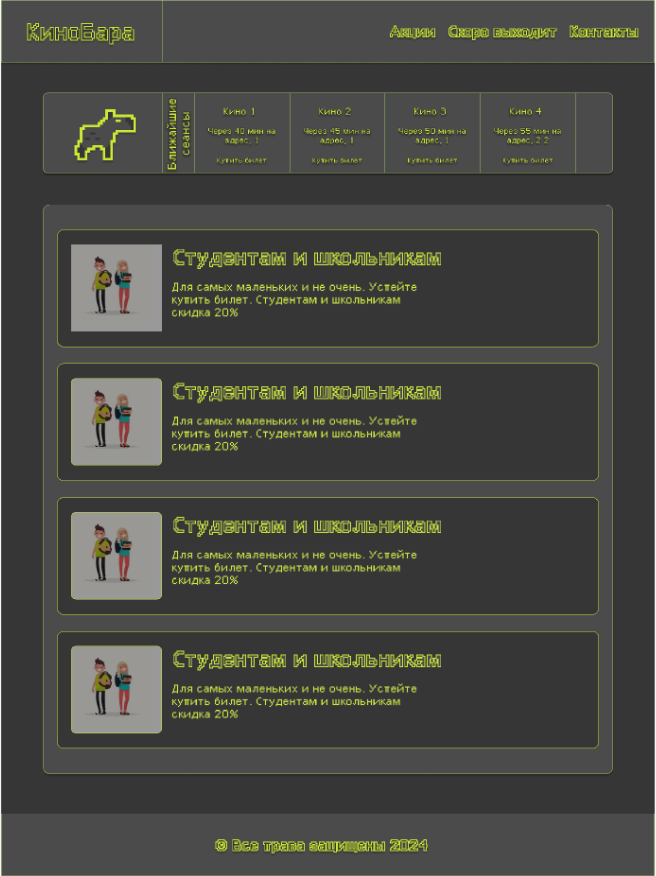 КиноБара
Акции Скоро выходит Контакты
Ближайшие
сеансы
Кино 1
Через 40 мин на
адрес, 1
Купить билет
Кино 2
Через 45 мин на
адрес, 1
Купить билет
Кино 3
Через 50 мин на
адрес, 1
Купить билет
Кино 4
Через 55 мин на
адрес, 2 2
Купить билет
Студентам и школьникам
Для самых маленьких и не очень. Успейте
купить билет. Студентам и школьникам
скидка 20%
Студентам и школьникам
Для самых маленьких и не очень. Успейте
купить билет. Студентам и школьникам
скидка 20%
Студентам и школьникам
Для самых маленьких и не очень. Успейте
купить билет. Студентам и школьникам
скидка 20%
Студентам и школьникам
Для самых маленьких и не очень. Успейте
купить билет. Студентам и школьникам
скидка 20%
© Все трава защищены 2024